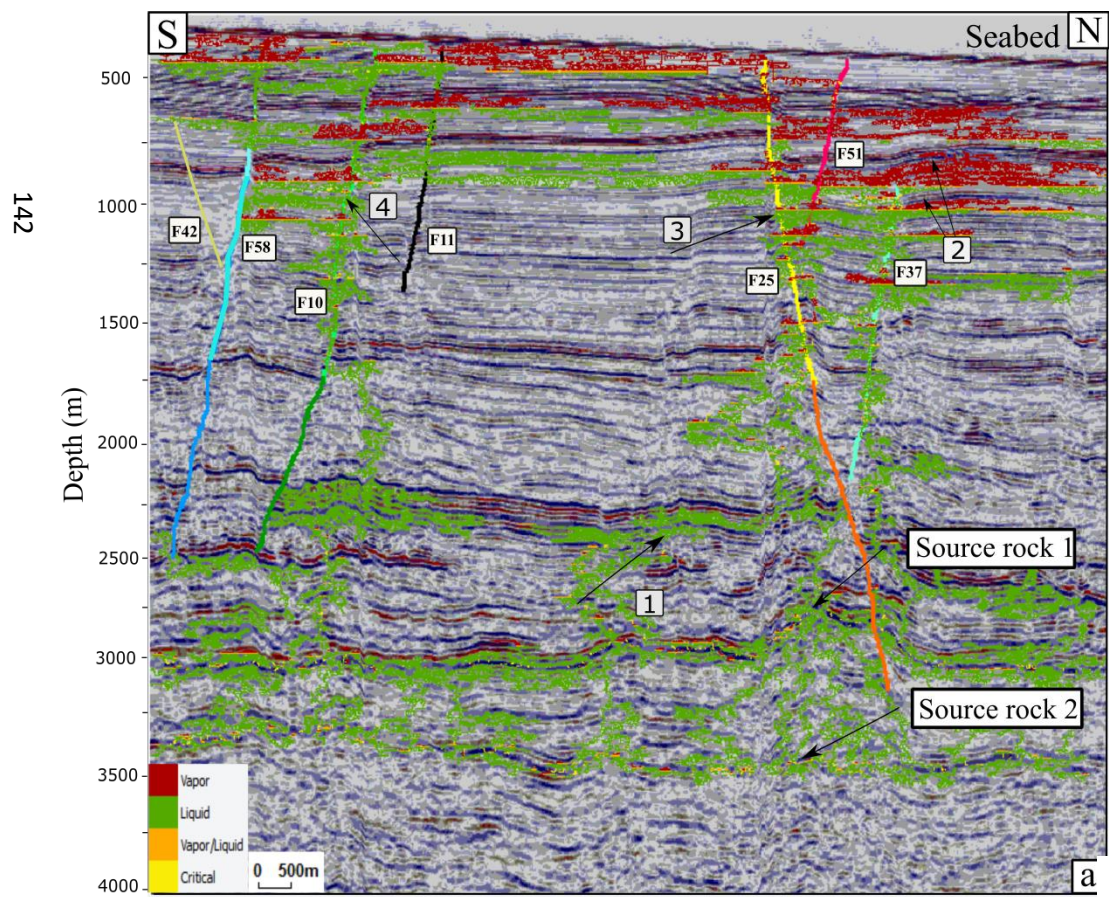 S
Seabed
N
500
F51
142
1000
4
F42
F58
F11
3
2
F25
F37
F10
1500
Depth (m)
2000
2500
Source rock 1
1
3000
Source rock 2
3500
Vapor
Liquid
Vapor/Liquid
Critical
0 500m
4000
a